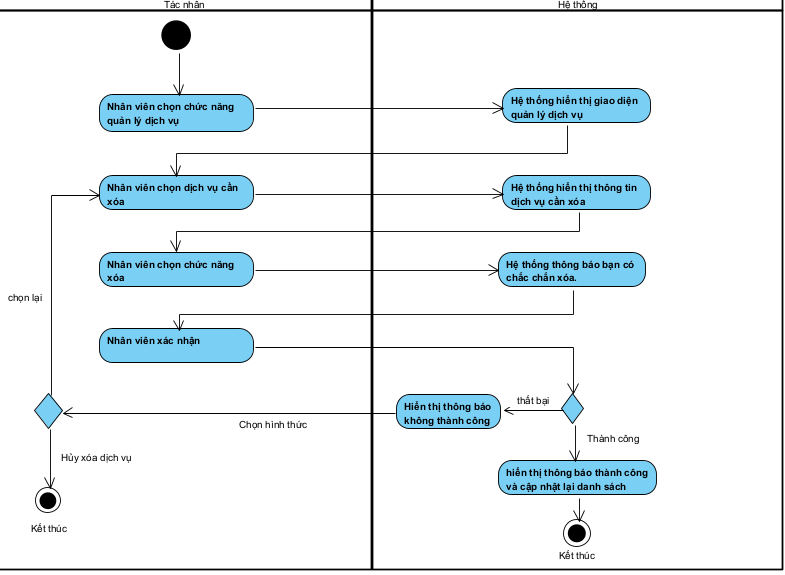 Tác nhân
Hệ thống
Nhân viên chọn chức năng
quản lý dịch vụ
Hệ thống hiển thị giao diện
quản lý dịch vụ
Nhân viên chọn dịch vụ cần
xóa
Hệ thống hiển thị thông tin
dịch vụ cần xóa
Nhân viên chọn chức năng
xóa
Hệ thống thông báo bạn có
chắc chắn xóa.
chọn lại
Nhân viên xác nhận
thất bại
Hiển thị thông báo
không thành công
Chọn hình thức
Thành công
Hủy xóa dịch vụ
hiển thị thông báo thành công
và cập nhật lại danh sách
Kết thúc
Kết thúc